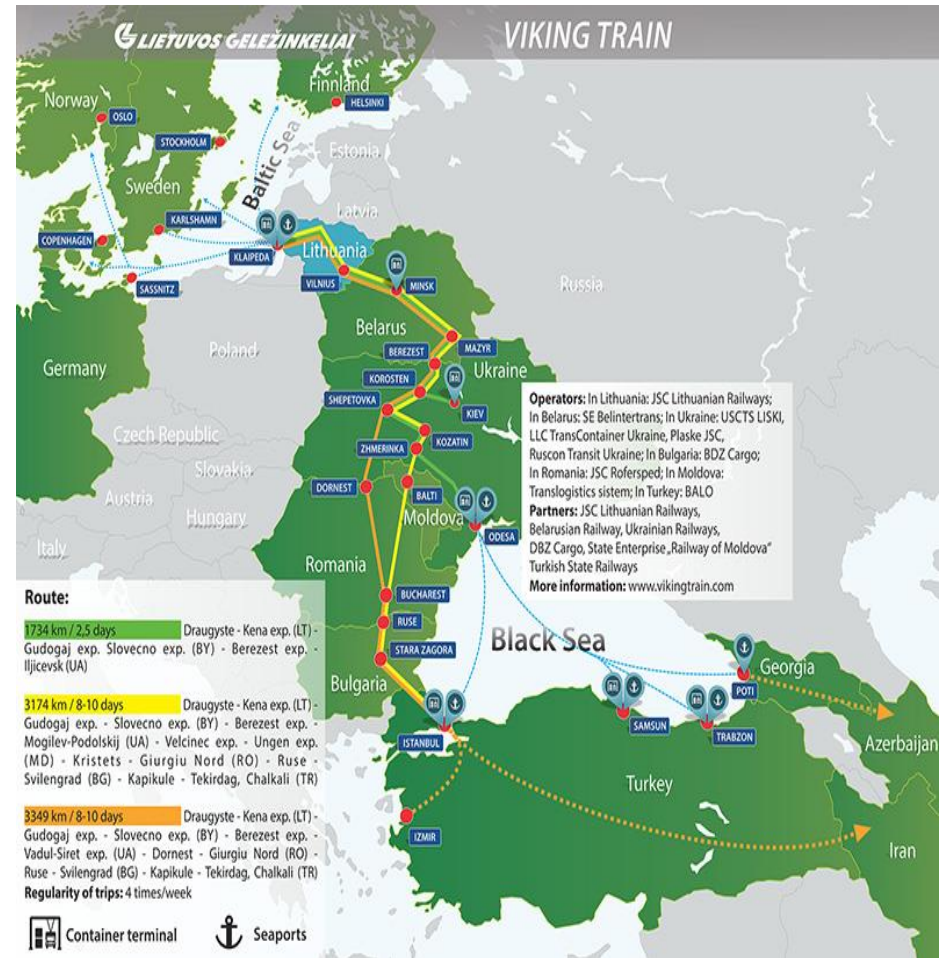 LIETUVOS GELEŽINKELIAI
VIKING TRAIN
Finnland
Norway
HELSINKI
OSLO
STOCKHOLM
Estonia
Baltic Sea
Sweden
Latvia
KARLSHAMN
COPENHAGEN
KLAIPEDA
Lithuania
VILNIUS
MINSK
SASSNITZ
Russia
Belarus
MAZYR
Poland
BEREZEST
Germany
Ukraine
KOROSTEN
SHEPETOVKA
KIEV
Czech Republic
KOZATIN
ZHMERINKA
Slovakia
DORNEST
BALTI
Austria
Moldova
Hungary
ODESA
Italy
Romania
BUCHAREST
RUSE
STARA ZAGORA
Bulgaria
ISTANBUL
IZMIR
Black Sea
SAMSUN
TRABZON
POTI
Georgia
Azerbaijan
Turkey
Iran
Operators: In Lithuania: JSC Lithuanian Railways;
In Belarus: SE Belintertrans; In Ukraine: USCTS LISKI,
LLC TransContainer Ukraine, Plaske JSC,
Ruscon Transit Ukraine; In Bulgaria: BDZ Cargo;
In Romania: JSC Rofersped; In Moldova:
Translogistics sistem; In Turkey: BALO
Partners: JSC Lithuanian Railways,
Belarusian Railway, Ukrainian Railways,
DBZ Cargo, State Enterprise „Railway of Moldova"
Turkish State Railways
More information: www.vikingtrain.com
Route:
1734 km / 2,5 days Draugyste - Kena exp. (LT) -
Gudogaj exp. Slovecno exp. (BY) - Berezest exp. -
Iljicevsk (UA)
3174 km / 8-10 days Draugyste - Kena exp. (LT) -
Gudogaj exp. - Slovecno (BY) - Berezest exp. -
Mogilev-Podolskij (UA) - Velcinec exp. - Ungen exp.
(MD) - Kristets - Giurgiu Nord (RO) - Ruse -
Svilengrad (BG) - Kapikule - Tekirdag, Chalkali (TR)
3349 km / 8-10 days Draugyste - Kena exp. (LT) -
Gudogaj exp. - Slovecno (BY) - Berezest exp. -
Vadul-Siret exp. (UA) - Dornest - Giurgiu Nord (RO) -
Ruse - Svilengrad (BG) - Kapikule - Tekirdag, Chalkali (TR)
Regularity of trips: 4 times/week
Container terminal
Seaports